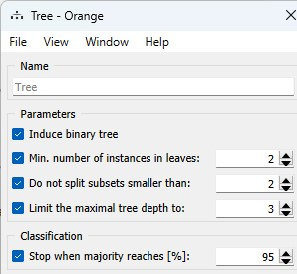 Tree - Orange
File View Window Help
Name
Tree
Parameters
Induce binary tree
Min. number of instances in leaves: 2
Do not split subsets smaller than: 2
Limit the maximal tree depth to: 3
Classification
Stop when majority reaches [%]: 95